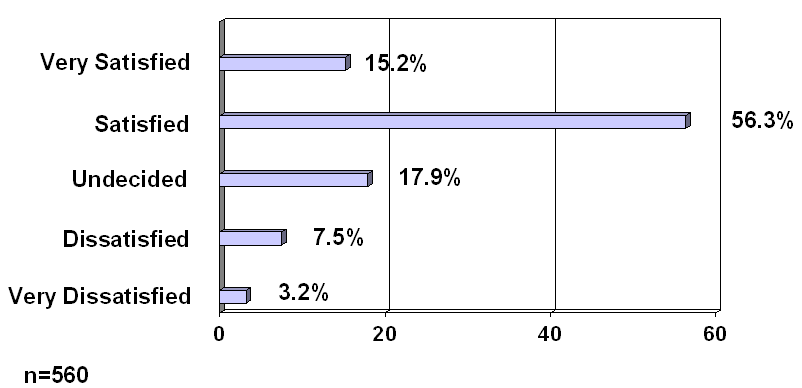 Very Satisfied 15.2%
Satisfied 56.3%
Undecided 17.9%
Dissatisfied 7.5%
Very Dissatisfied 3.2%
0 20 40 60
n=560